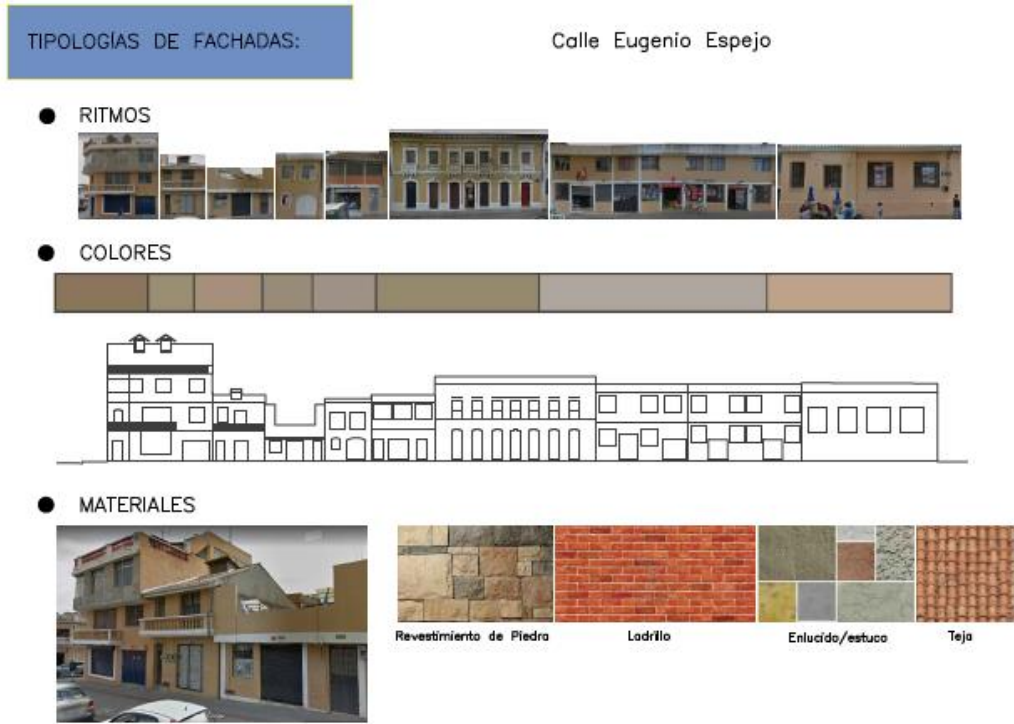 TIPOLOGÍAS DE FACHADAS:
Calle Eugenio Espejo
RITMOS
COLORES
MATERIALES
Revestimiento de Piedra
Ladrillo
Enlucido/estuco
Teja